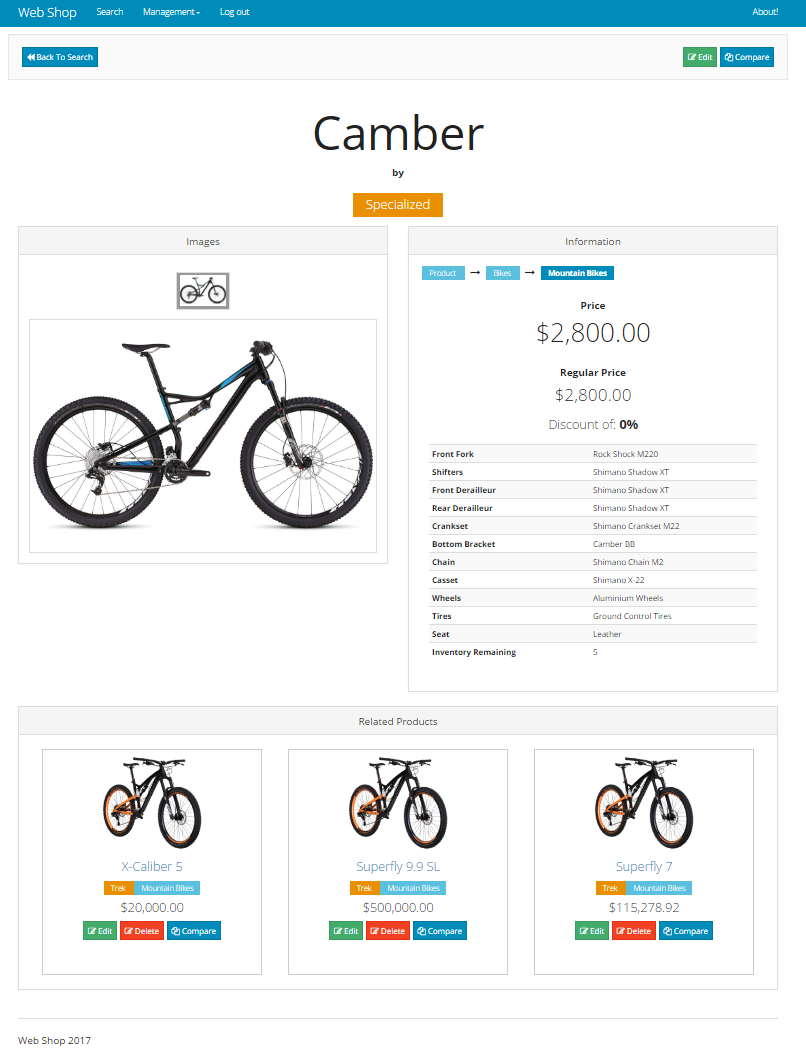 Web Shop Search Management Log out About!
Back To Search Edit Compare
Camber
by
Specialized
Images
Information
Product → Bikes → Mountain Bikes
Price
$2,800.00
Regular Price
$2,800.00
Discount of: 0%
Front Fork Rock Shock M220
Shifters Shimano Shadow XT
Front Derailleur Shimano Shadow XT
Rear Derailleur Shimano Shadow XT
Crankset Shimano Crankset M22
Bottom Bracket Camber BB
Chain Shimano Chain M2
Casset Shimano X-22
Wheels Aluminium Wheels
Tires Ground Control Tires
Seat Leather
Inventory Remaining 5
Related Products
X-Caliber 5
Trek Mountain Bikes
$20,000.00
Edit Delete Compare
Superfly 9.9 SL
Trek Mountain Bikes
$500,000.00
Edit Delete Compare
Superfly 7
Trek Mountain Bikes
$115,278.92
Edit Delete Compare
Web Shop 2017